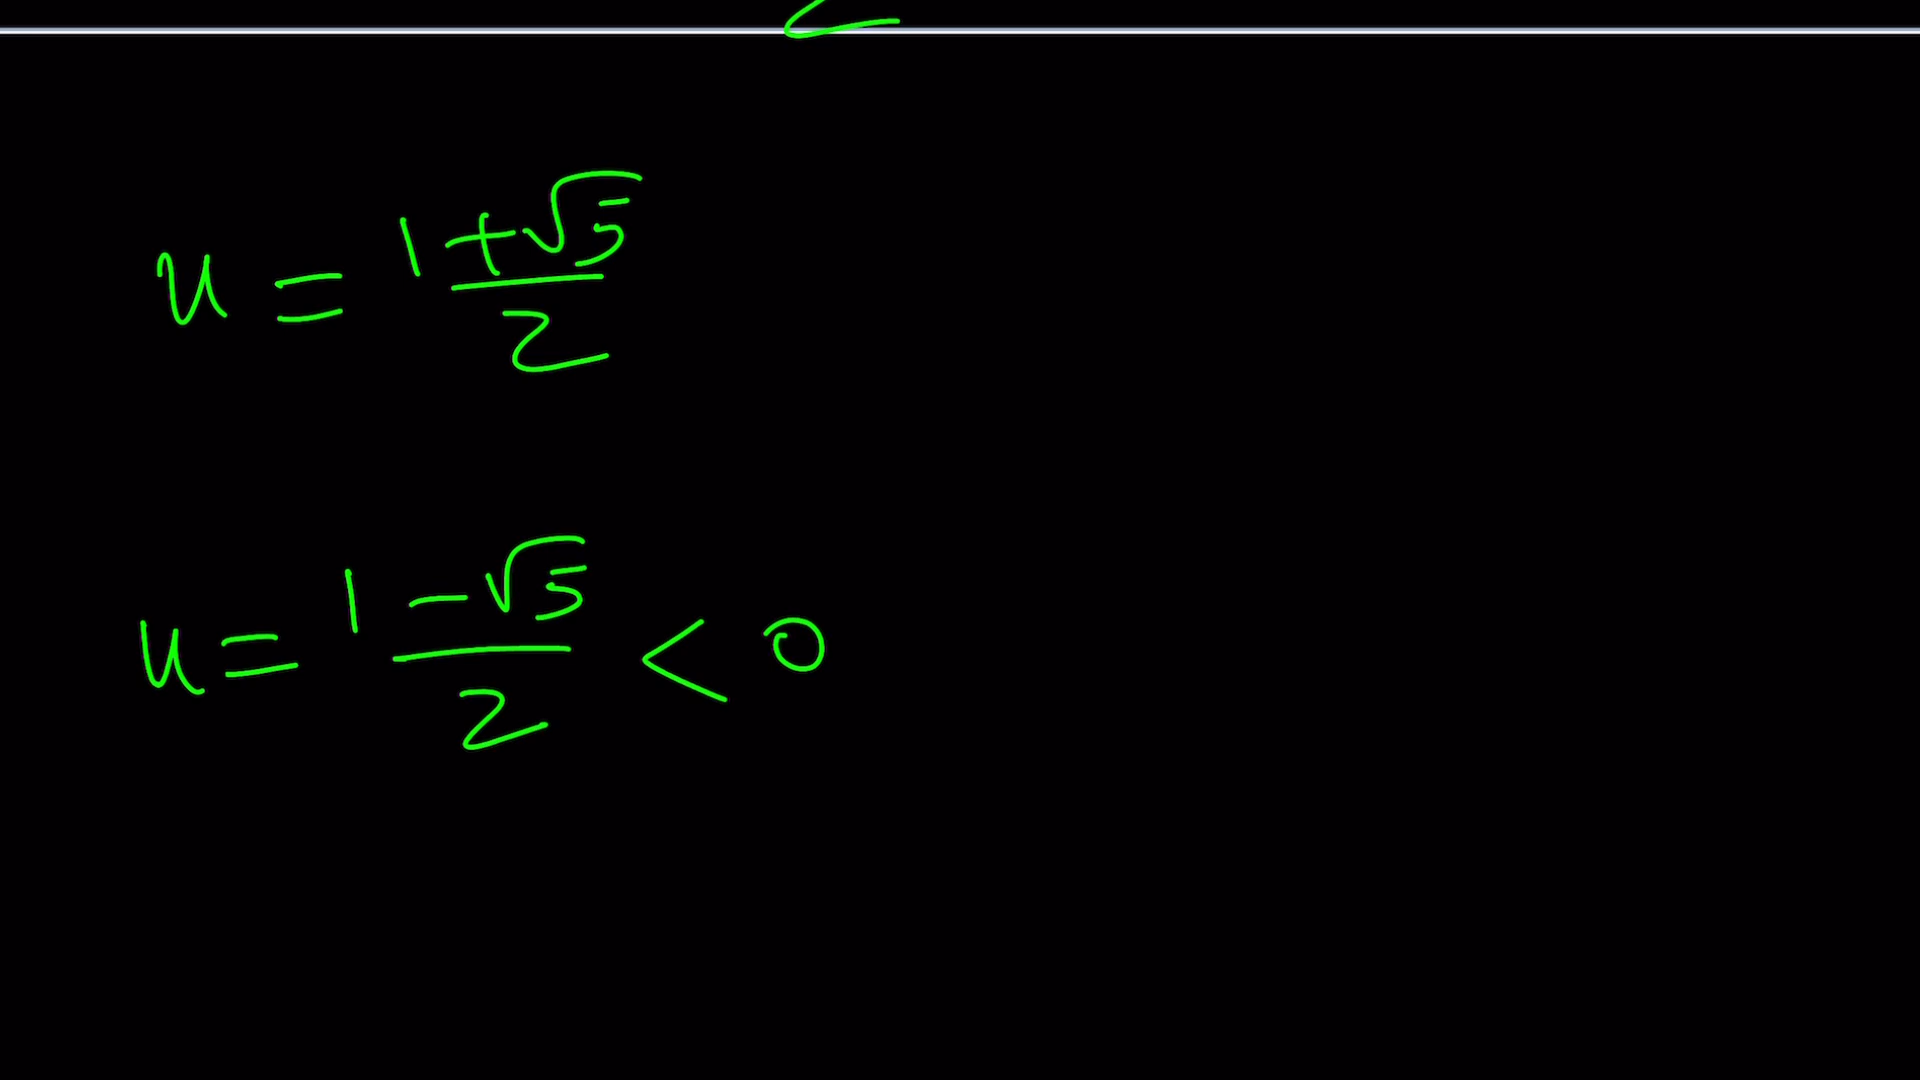 u = 1+√5 / 2
u = 1-√5 / 2 < 0